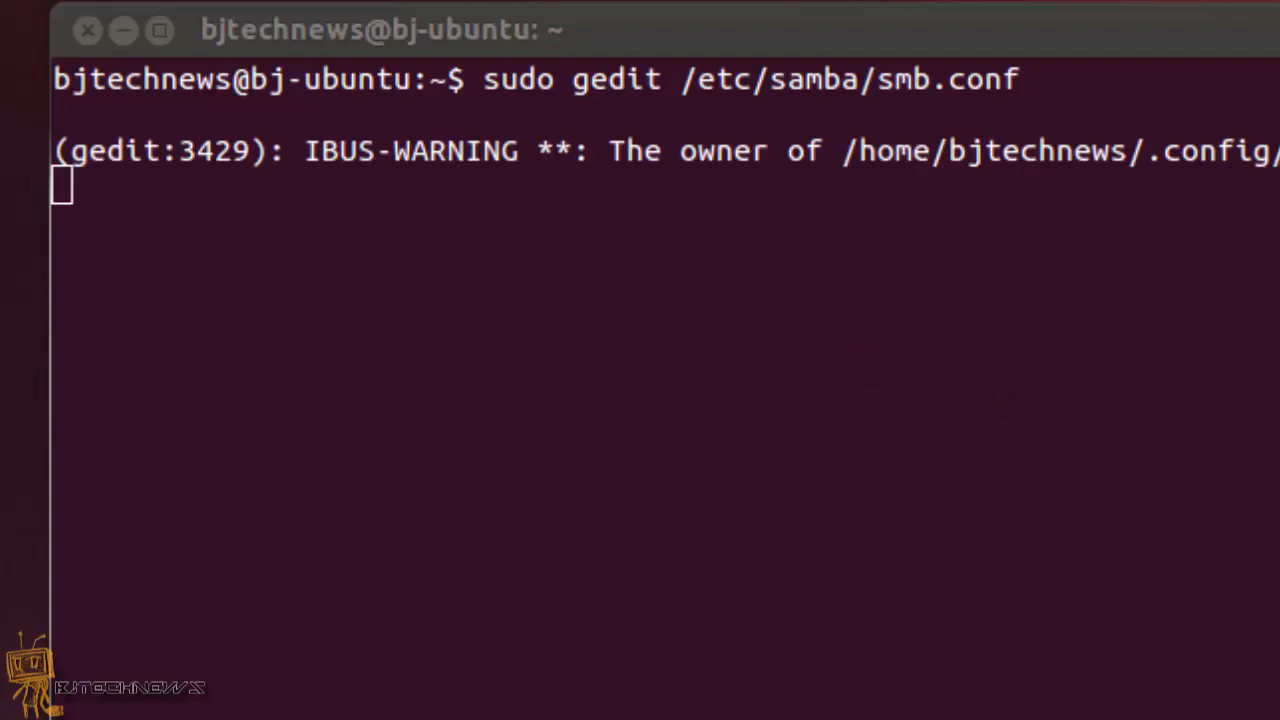 bjtechnews@bj-ubuntu: ~
bjtechnews@bj-ubuntu:~$ sudo gedit /etc/samba/smb.conf
(gedit:3429): IBUS-WARNING **: The owner of /home/bjtechnews/.config/
BJTECHNEWS